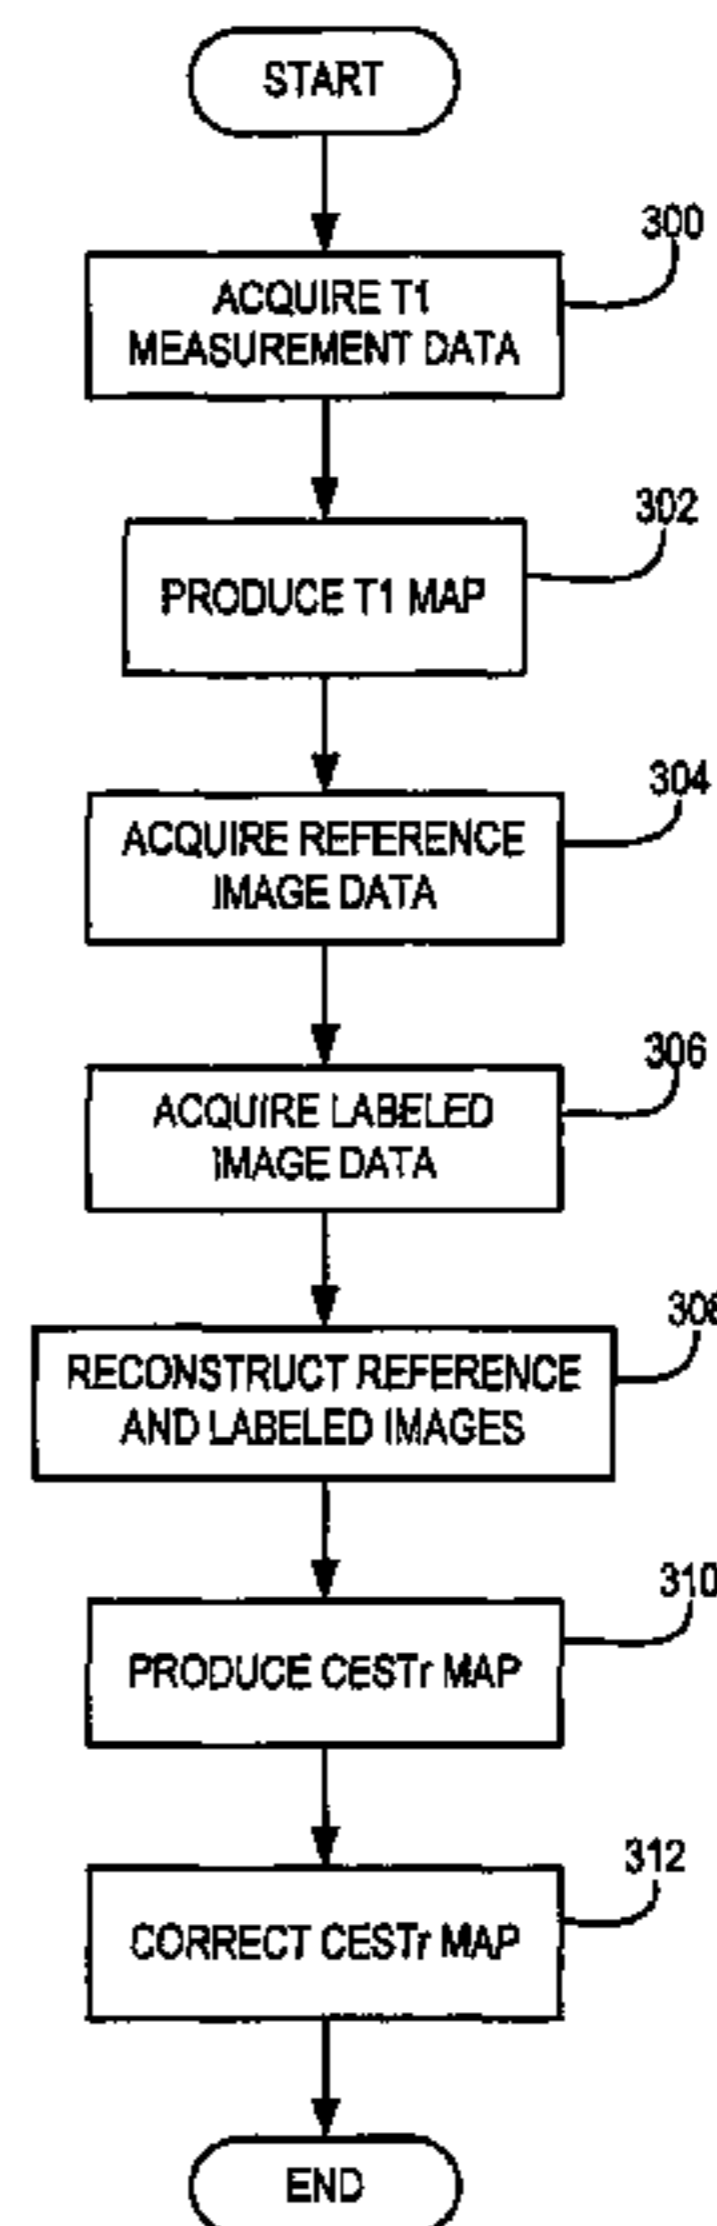 START
300
ACQUIRE T1
MEASUREMENT DATA
302
PRODUCE T1 MAP
304
ACQUIRE REFERENCE
IMAGE DATA
306
ACQUIRE LABELED
IMAGE DATA
308
RECONSTRUCT REFERENCE
AND LABELED IMAGES
310
PRODUCE CESTr MAP
312
CORRECT CESTr MAP
END